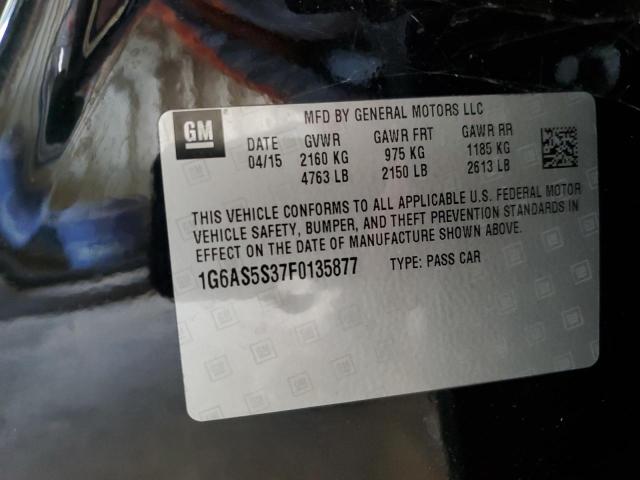 GM
MFD BY GENERAL MOTORS LLC
DATE GVWR GAWR FRT GAWR RR
04/15 2160 KG 975 KG 1185 KG
4763 LB 2150 LB 2613 LB
THIS VEHICLE CONFORMS TO ALL APPLICABLE U.S. FEDERAL MOTOR
VEHICLE SAFETY, BUMPER, AND THEFT PREVENTION STANDARDS IN
EFFECT ON THE DATE OF MANUFACTURE SHOWN ABOVE.
1G6AS5S37F0135877 TYPE: PASS CAR